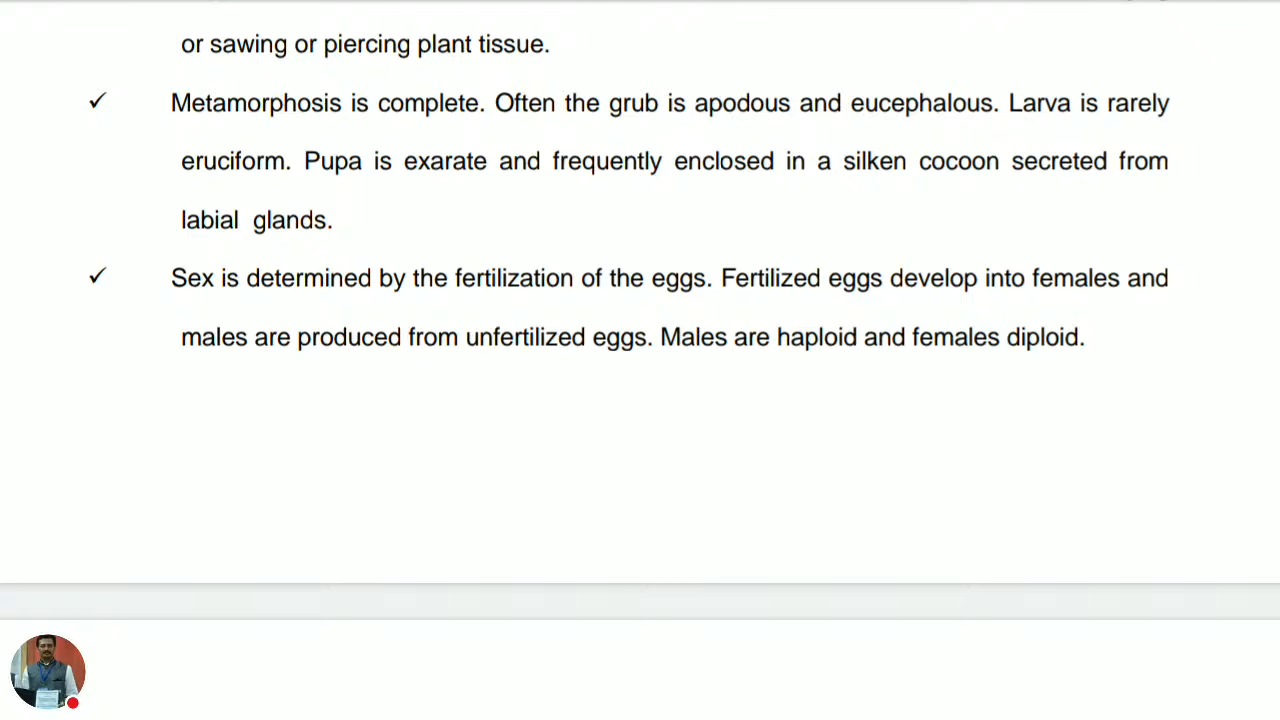 or sawing or piercing plant tissue.
✓ Metamorphosis is complete. Often the grub is apodous and eucephalous. Larva is rarely
eruciform. Pupa is exarate and frequently enclosed in a silken cocoon secreted from
labial glands.
✓ Sex is determined by the fertilization of the eggs. Fertilized eggs develop into females and
males are produced from unfertilized eggs. Males are haploid and females diploid.